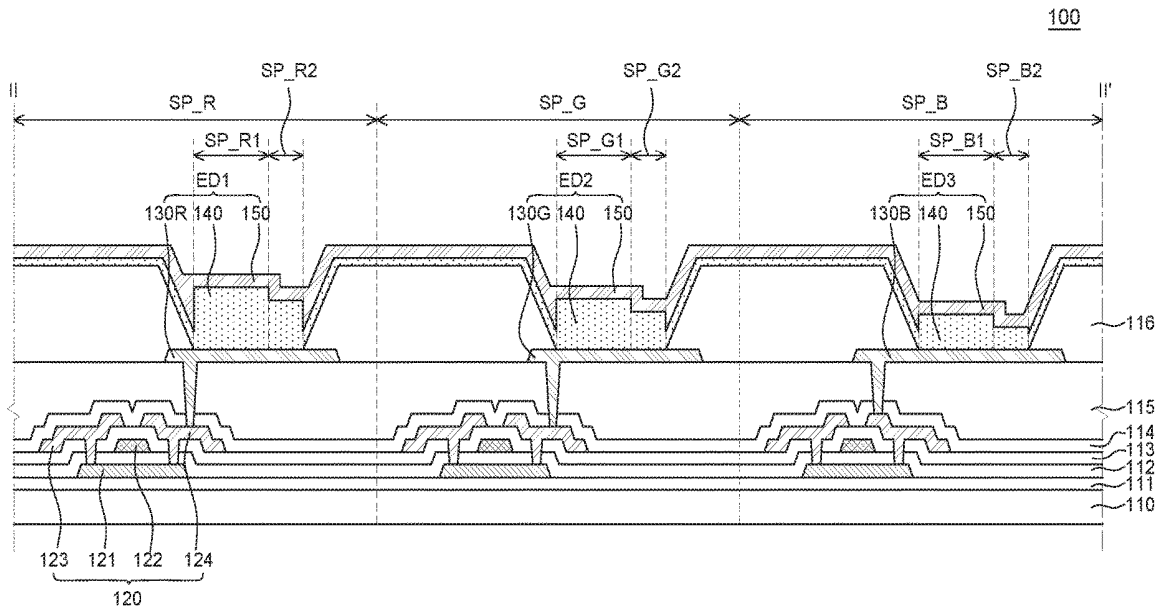 100
SP_R2 SP_G2 SP_B2
II II'
SP_R SP_G SP_B
SP_R1 SP_G1 SP_B1
ED1 ED2 ED3
130R 140 150 130G 140 150 130B 140 150
116
115
114
113
112
111
110
123 121 122 124
120